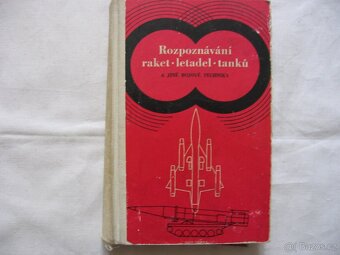 Rozpoznávání
raket · letadel · tanků
A JINÉ BOJOVÉ TECHNIKY